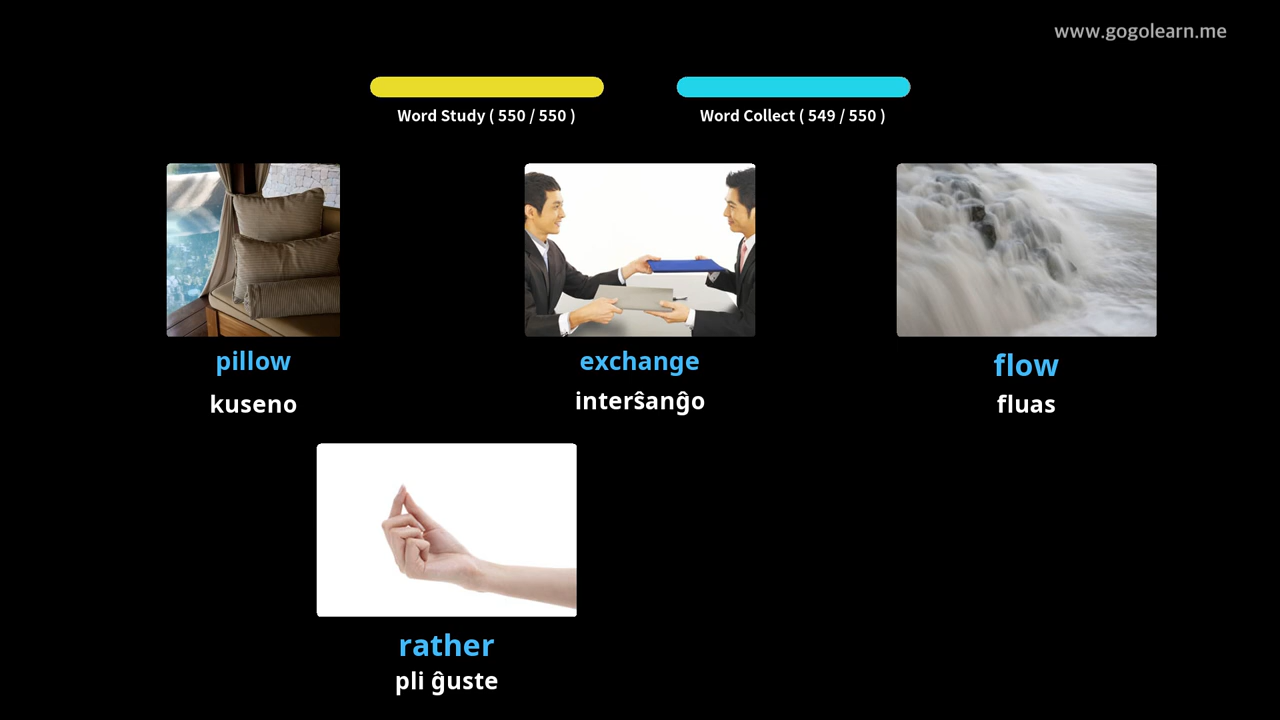 www.gogolearn.me
Word Study ( 550 / 550 )
Word Collect ( 549 / 550 )
pillow
kuseno
exchange
interŝanĝo
flow
fluas
rather
pli ĝuste